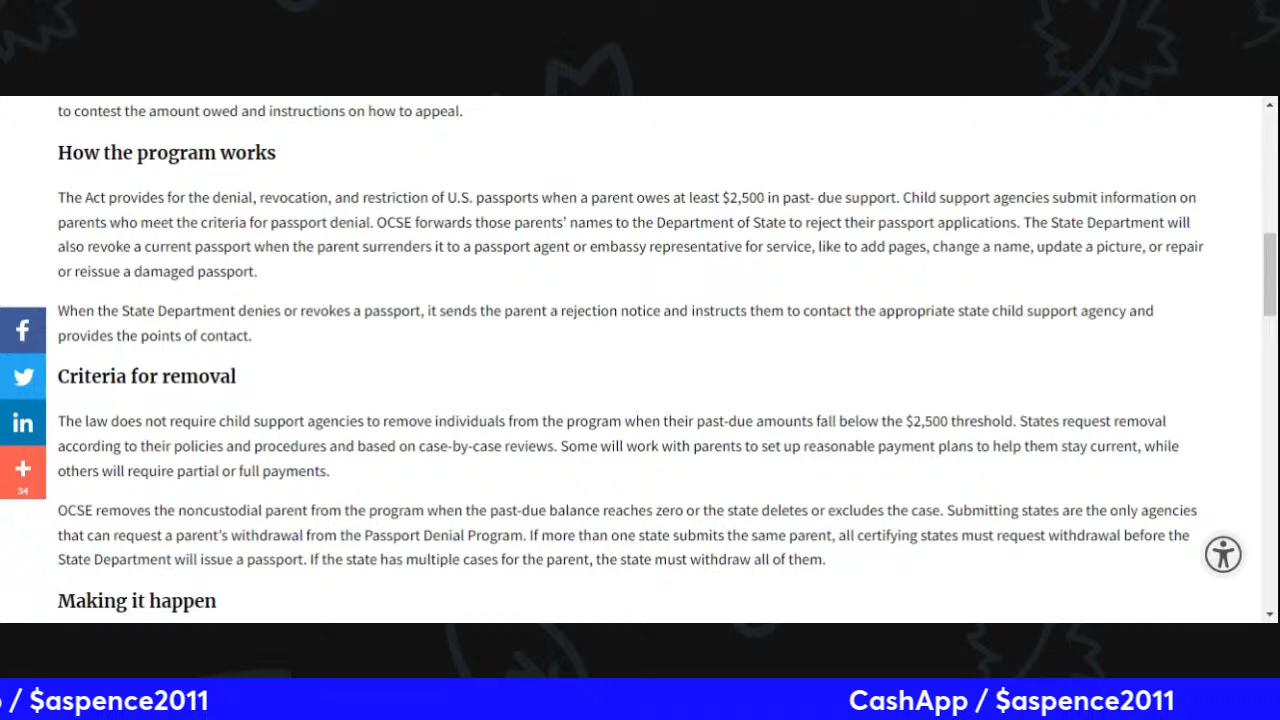 to contest the amount owed and instructions on how to appeal.
How the program works
The Act provides for the denial, revocation, and restriction of U.S. passports when a parent owes at least $2,500 in past- due support. Child support agencies submit information on
parents who meet the criteria for passport denial. OCSE forwards those parents’ names to the Department of State to reject their passport applications. The State Department will
also revoke a current passport when the parent surrenders it to a passport agent or embassy representative for service, like to add pages, change a name, update a picture, or repair
or reissue a damaged passport.
When the State Department denies or revokes a passport, it sends the parent a rejection notice and instructs them to contact the appropriate state child support agency and
provides the points of contact.
Criteria for removal
The law does not require child support agencies to remove individuals from the program when their past-due amounts fall below the $2,500 threshold. States request removal
according to their policies and procedures and based on case-by-case reviews. Some will work with parents to set up reasonable payment plans to help them stay current, while
others will require partial or full payments.
34
OCSE removes the noncustodial parent from the program when the past-due balance reaches zero or the state deletes or excludes the case. Submitting states are the only agencies
that can request a parent’s withdrawal from the Passport Denial Program. If more than one state submits the same parent, all certifying states must request withdrawal before the
State Department will issue a passport. If the state has multiple cases for the parent, the state must withdraw all of them.
Making it happen
/ $aspence2011
CashApp / $aspence2011